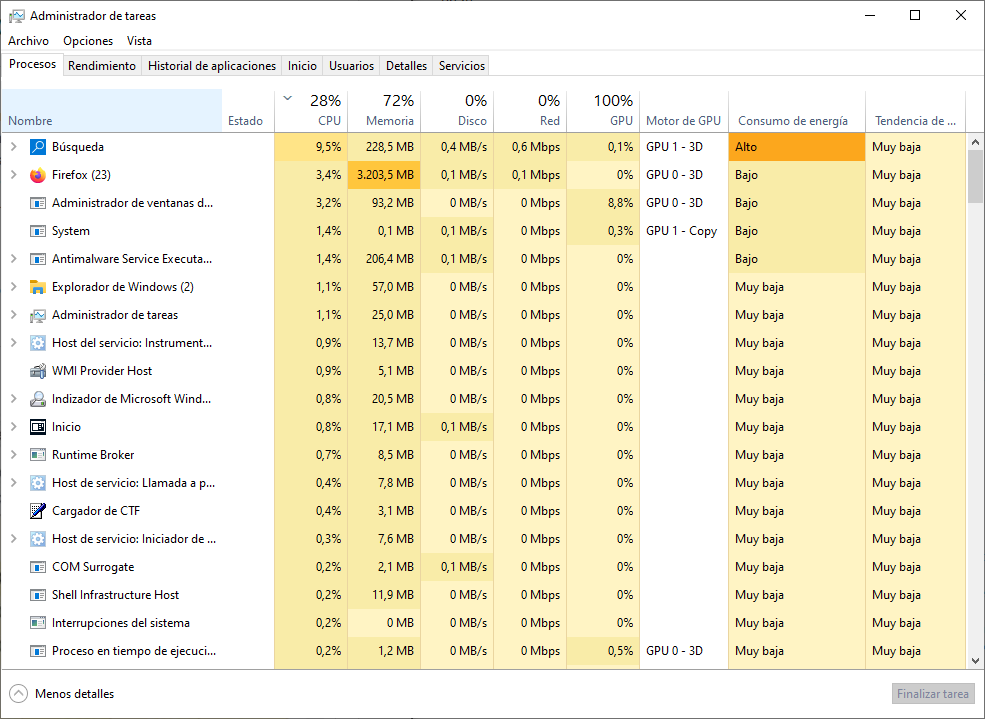 Administrador de tareas
Archivo Opciones Vista
Procesos Rendimiento Historial de aplicaciones Inicio Usuarios Detalles Servicios
28% 72% 0% 0% 100%
Nombre Estado CPU Memoria Disco Red GPU Motor de GPU Consumo de energía Tendencia de ...
Búsqueda 9,5% 228,5 MB 0,4 MB/s 0,6 Mbps 0,1% GPU 1 - 3D Alto Muy baja
Firefox (23) 3,4% 3.203,5 MB 0,1 MB/s 0,1 Mbps 0% GPU 0 - 3D Bajo Muy baja
Administrador de ventanas d... 3,2% 93,2 MB 0 MB/s 0 Mbps 8,8% GPU 0 - 3D Bajo Muy baja
System 1,4% 0,1 MB 0,1 MB/s 0 Mbps 0,3% GPU 1 - Copy Bajo Muy baja
Antimalware Service Executa... 1,4% 206,4 MB 0,1 MB/s 0 Mbps 0% Bajo Muy baja
Explorador de Windows (2) 1,1% 57,0 MB 0 MB/s 0 Mbps 0% Muy baja Muy baja
Administrador de tareas 1,1% 25,0 MB 0 MB/s 0 Mbps 0% Muy baja Muy baja
Host del servicio: Instrument... 0,9% 13,7 MB 0 MB/s 0 Mbps 0% Muy baja Muy baja
WMI Provider Host 0,9% 5,1 MB 0 MB/s 0 Mbps 0% Muy baja Muy baja
Indizador de Microsoft Wind... 0,8% 20,5 MB 0 MB/s 0 Mbps 0% Muy baja Muy baja
Inicio 0,8% 17,1 MB 0,1 MB/s 0 Mbps 0% Muy baja Muy baja
Runtime Broker 0,7% 8,5 MB 0 MB/s 0 Mbps 0% Muy baja Muy baja
Host de servicio: Llamada a p... 0,4% 7,8 MB 0 MB/s 0 Mbps 0% Muy baja Muy baja
Cargador de CTF 0,4% 3,1 MB 0 MB/s 0 Mbps 0% Muy baja Muy baja
Host de servicio: Iniciador de ... 0,3% 7,6 MB 0 MB/s 0 Mbps 0% Muy baja Muy baja
COM Surrogate 0,2% 2,1 MB 0,1 MB/s 0 Mbps 0% Muy baja Muy baja
Shell Infrastructure Host 0,2% 11,9 MB 0 MB/s 0 Mbps 0% Muy baja Muy baja
Interrupciones del sistema 0,2% 0 MB 0 MB/s 0 Mbps 0% Muy baja Muy baja
Proceso en tiempo de ejecuci... 0,2% 1,2 MB 0 MB/s 0 Mbps 0,5% GPU 0 - 3D Muy baja Muy baja
Menos detalles Finalizar tarea